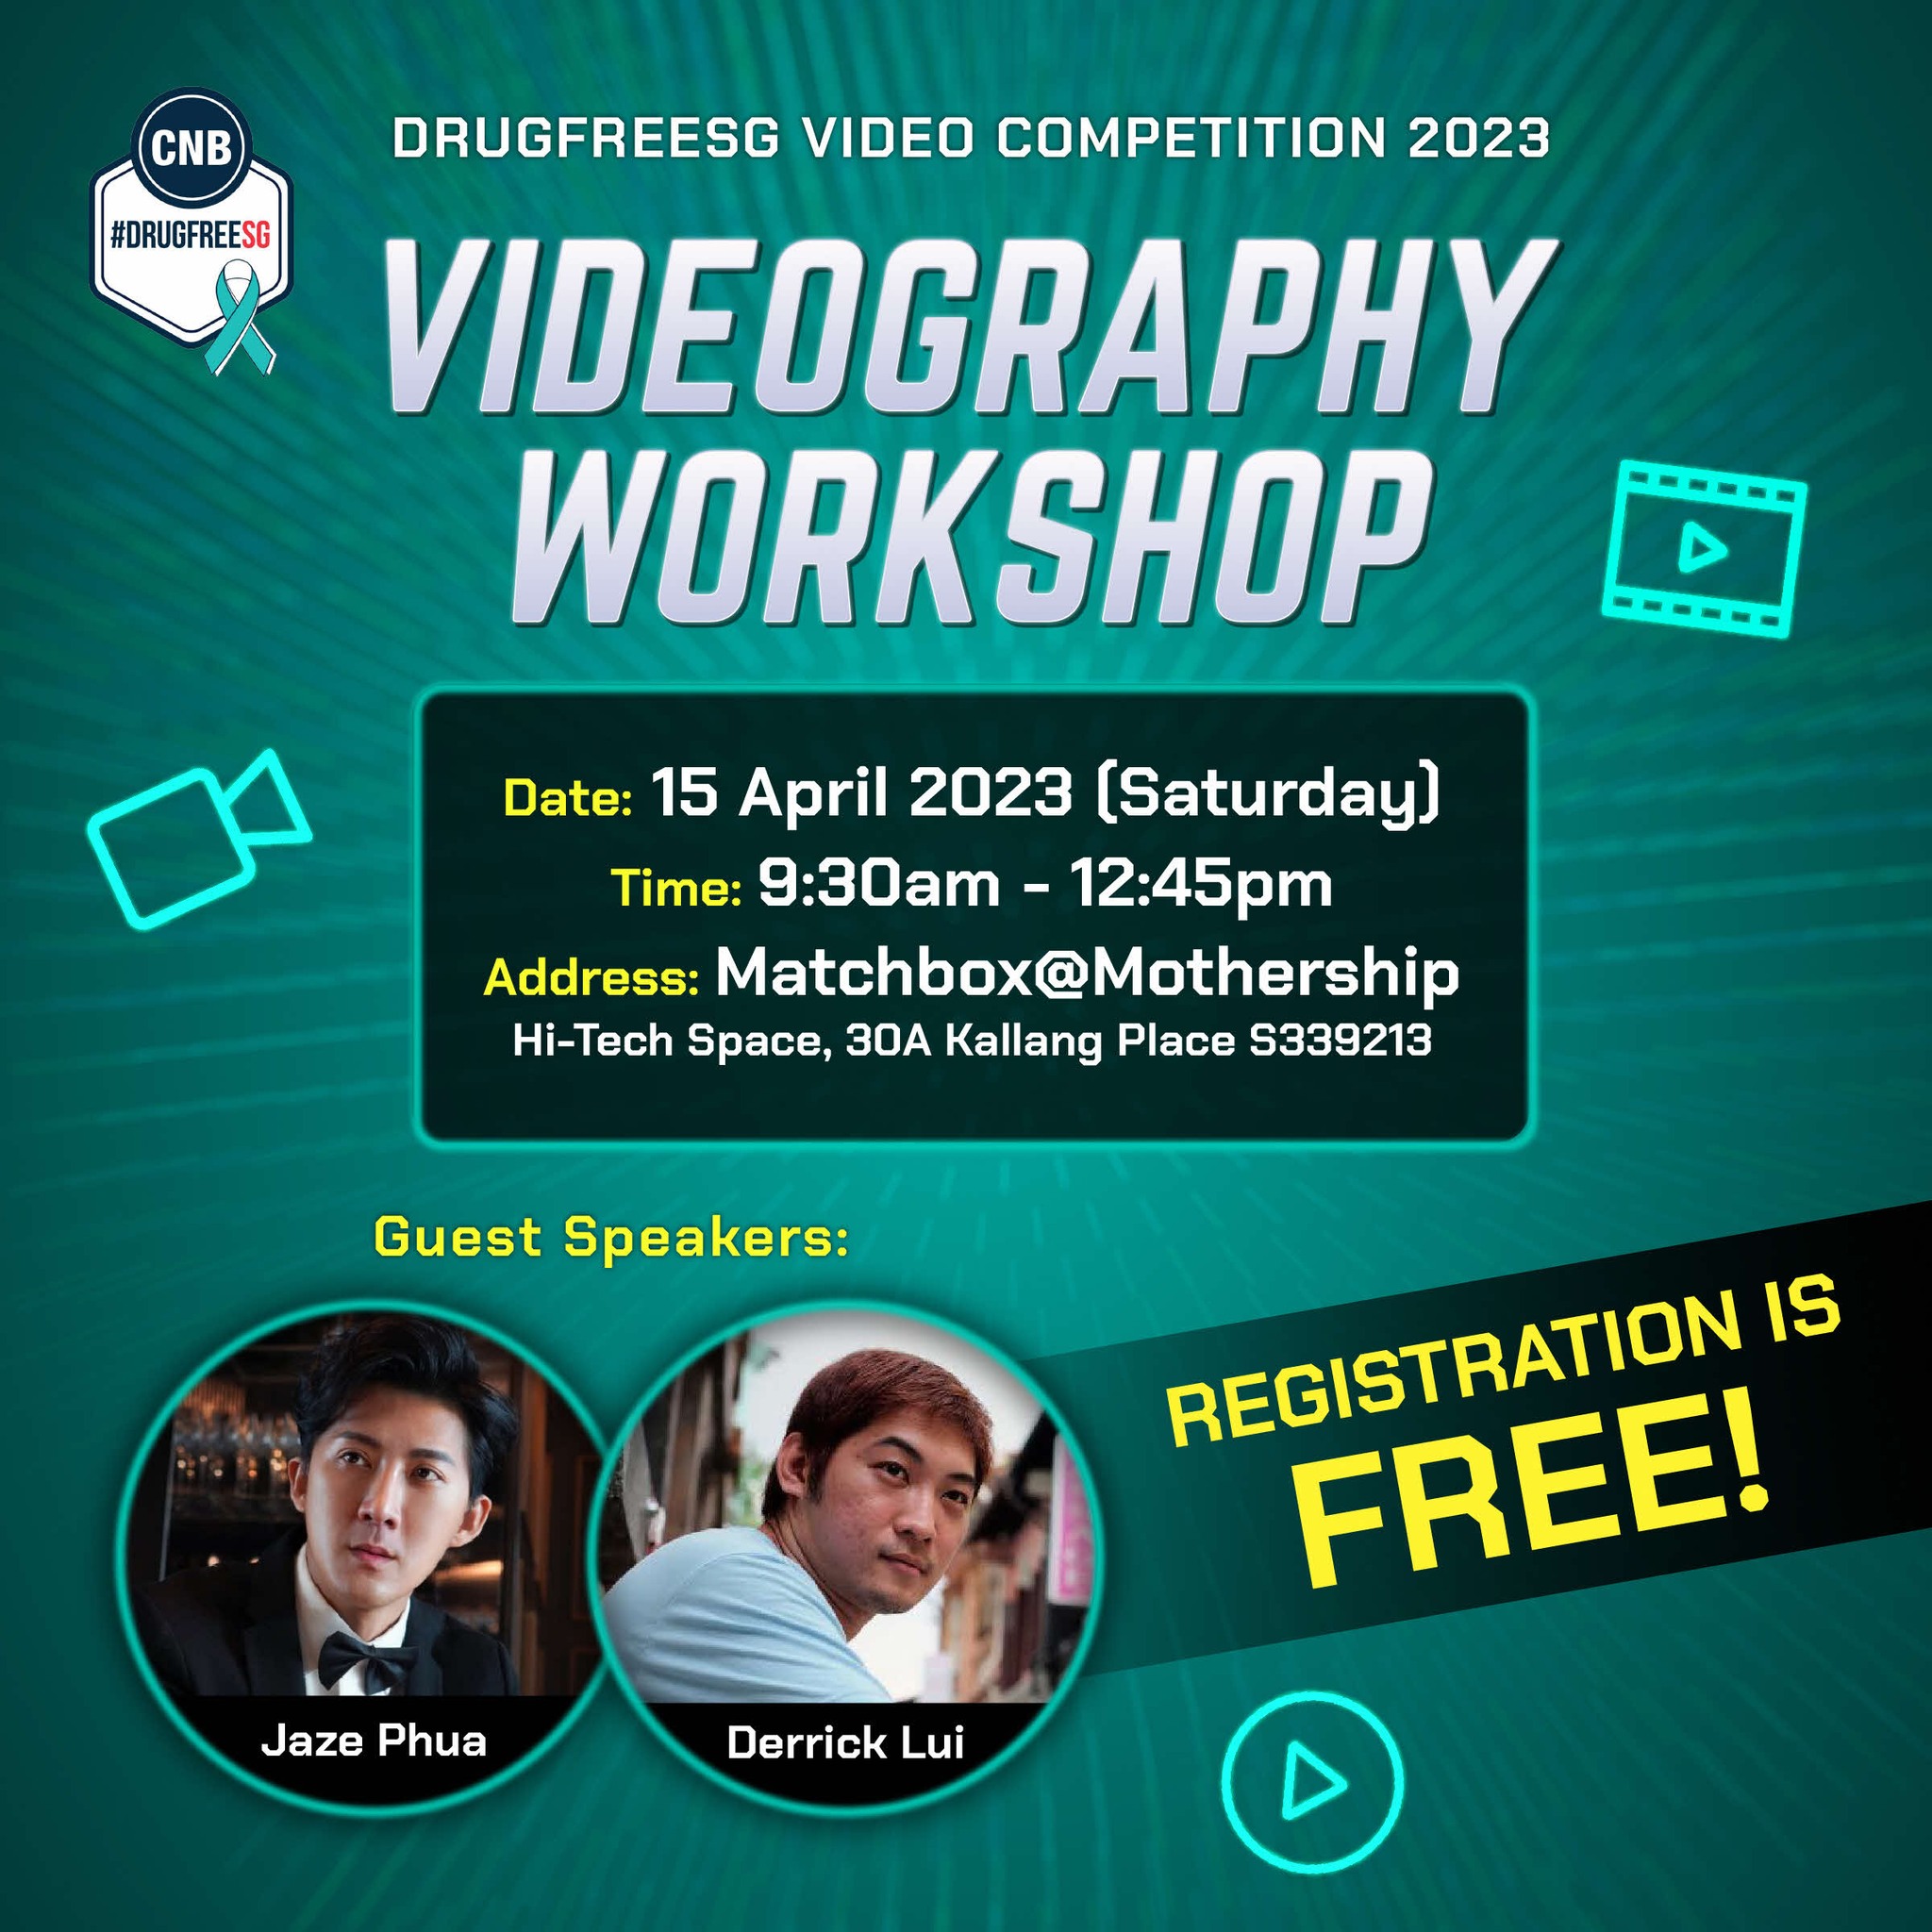 CNB
#DRUGFREESG
DRUGFREESG VIDEO COMPETITION 2023
VIDEOGRAPHY
WORKSHOP
Date: 15 April 2023 (Saturday)
Time: 9:30am - 12:45pm
Address: Matchbox@Mothership
Hi-Tech Space, 30A Kallang Place S339213
Guest Speakers:
Jaze Phua
Derrick Lui
REGISTRATION IS
FREE!